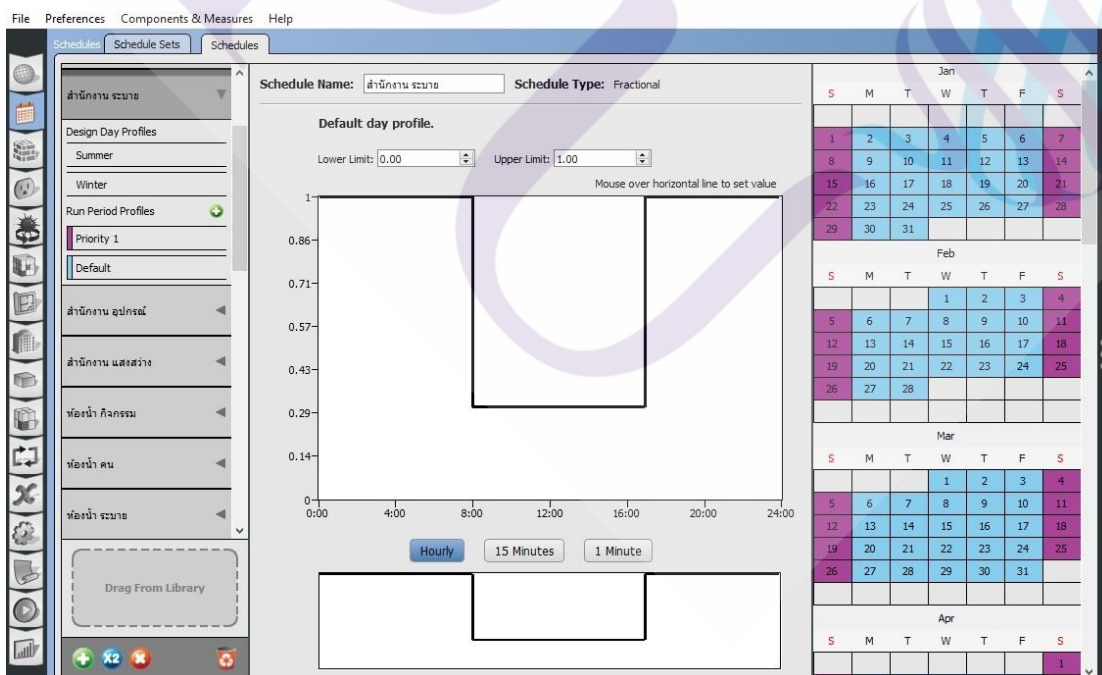 File Preferences Components & Measures Help
Schedules Schedule Sets Schedules
สำนักงาน ระบาย
Design Day Profiles
Summer
Winter
Run Period Profiles
Priority 1
Default
สำนักงาน อุปกรณ์
สำนักงาน แสงสว่าง
ห้องน้ำ กิจกรรม
ห้องน้ำ คน
ห้องน้ำ ระบาย
Drag From Library
X2
Schedule Name: สำนักงาน ระบาย Schedule Type: Fractional
Default day profile.
Lower Limit: 0.00 Upper Limit: 1.00
Mouse over horizontal line to set value
1
0.86
0.71
0.57
0.43
0.29
0.14
0
0:00 4:00 8:00 12:00 16:00 20:00 24:00
Hourly 15 Minutes 1 Minute
Jan
S M T W T F S
1 2 3 4 5 6 7
8 9 10 11 12 13 14
15 16 17 18 19 20 21
22 23 24 25 26 27 28
29 30 31
Feb
S M T W T F S
1 2 3 4
5 6 7 8 9 10 11
12 13 14 15 16 17 18
19 20 21 22 23 24 25
26 27 28
Mar
S M T W T F S
1 2 3 4
5 6 7 8 9 10 11
12 13 14 15 16 17 18
19 20 21 22 23 24 25
26 27 28 29 30 31
Apr
S M T W T F S
1